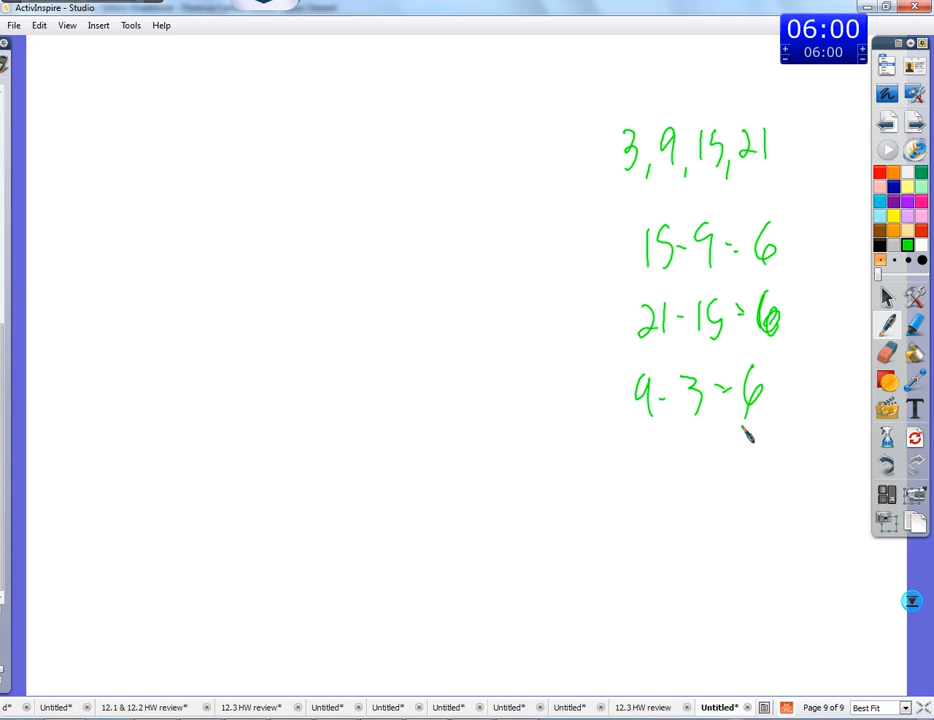 ActivInspire - Studio
File Edit View Insert Tools Help
06:00
06:00
3, 9, 15, 21
15 - 9 = 6
21 - 15 = 6
9 - 3 = 6
T
d* Untitled* 12.1 & 12.2 HW review* 12.3 HW review* Untitled* Untitled* Untitled* Untitled* Untitled* 12.3 HW review Untitled* Page 9 of 9 Best Fit